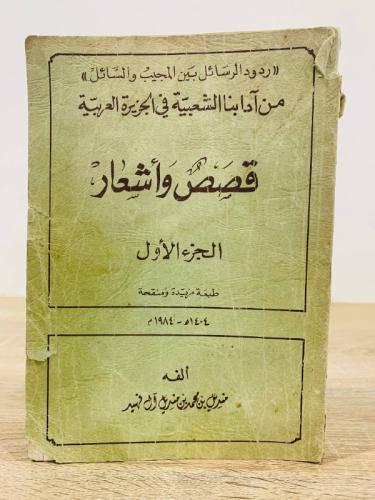 «ردود الرسائل بين المجيب والسائل»
من آدابنا الشعبية في الجزيرة العربية
قصص وأشعار
الجزء الأول
طبعة مزيدة ومنقحة
١٤٠٤هـ - ١٩٨٤م
ألفه
منديل بن محمد بن منديل آل فهيد